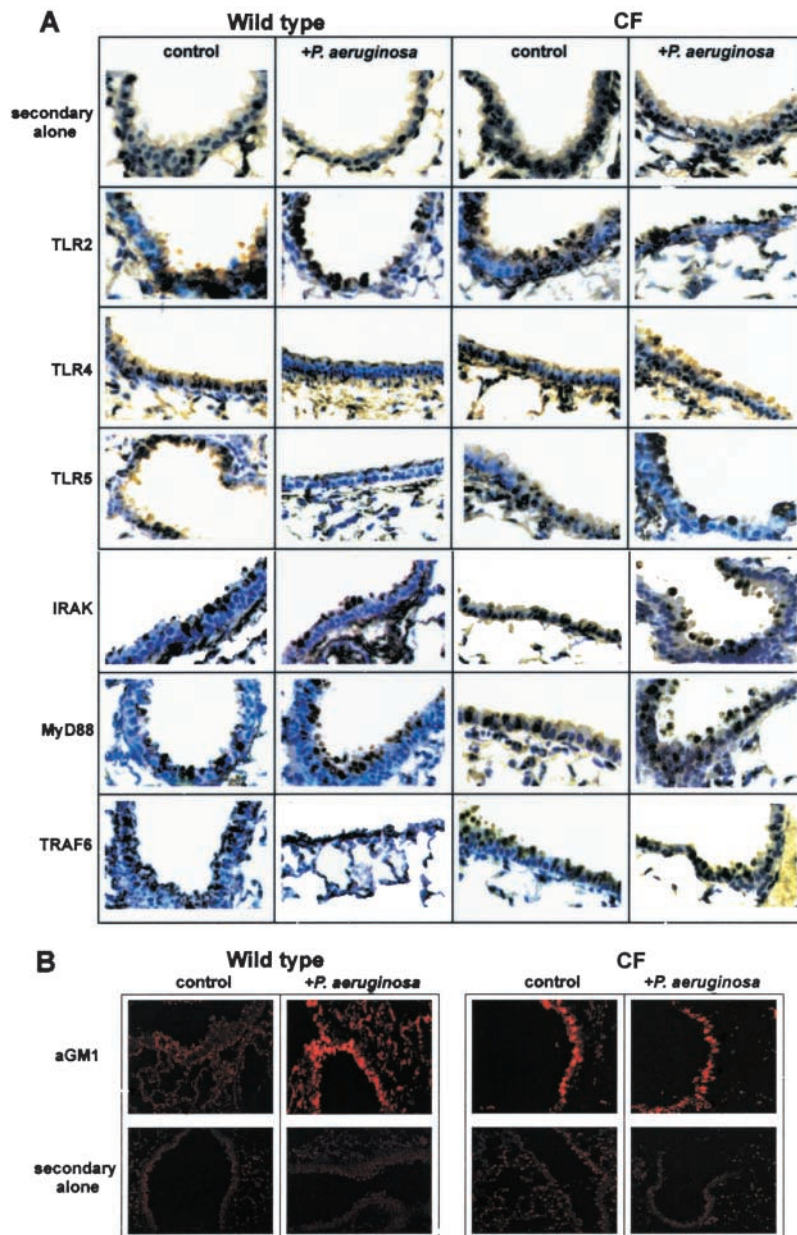 A
Wild type
CF
control
+P. aeruginosa
control
+P. aeruginosa
secondary
alone
TLR2
TLR4
TLR5
IRAK
MyD88
TRAF6
B
Wild type
CF
control
+P. aeruginosa
control
+P. aeruginosa
aGM1
secondary
alone